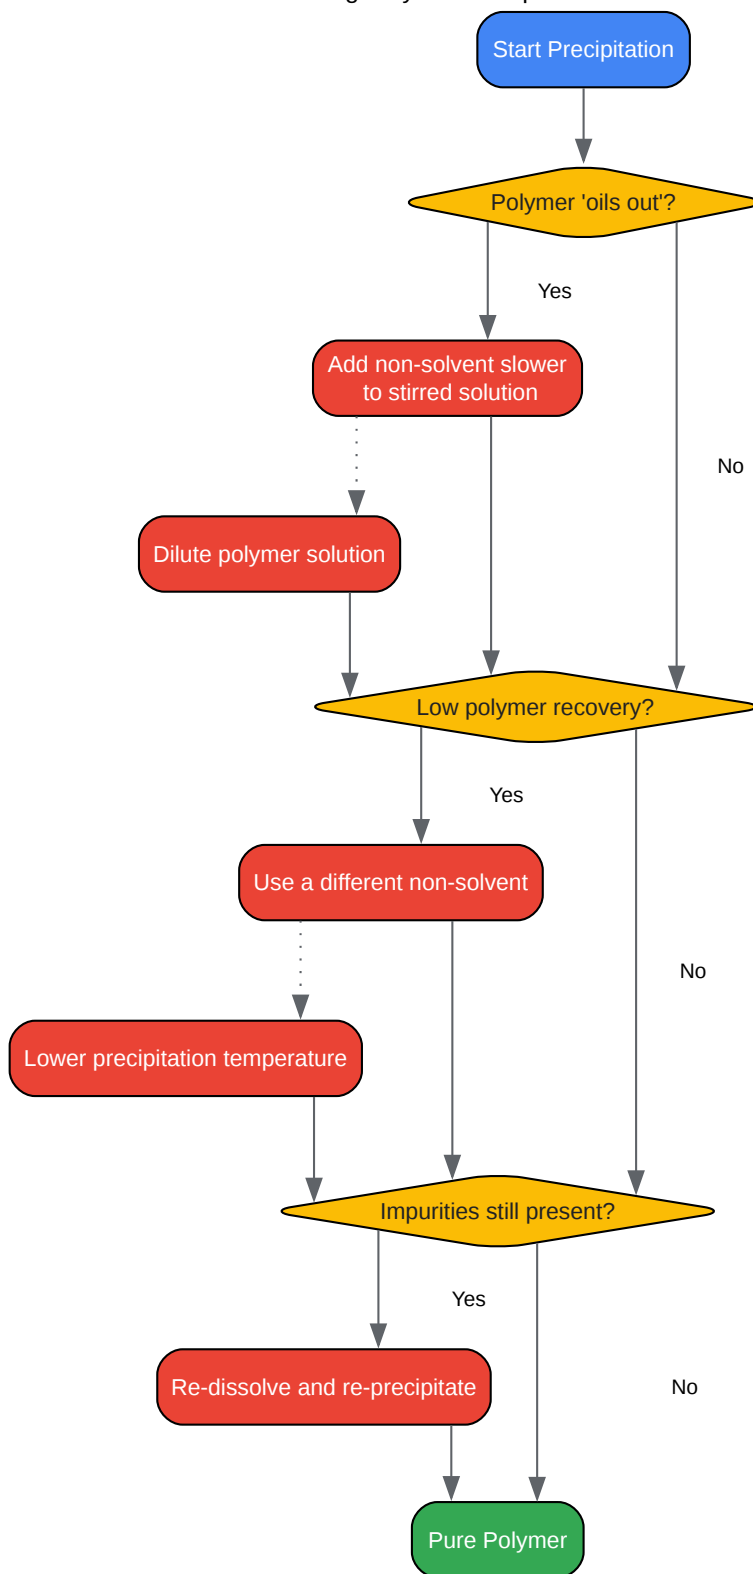 Start Precipitation
Polymer 'oils out'?
Yes
Add non-solvent slower
to stirred solution
No
Dilute polymer solution
Low polymer recovery?
Yes
Use a different non-solvent
No
Lower precipitation temperature
Impurities still present?
Yes
Re-dissolve and re-precipitate
No
Pure Polymer